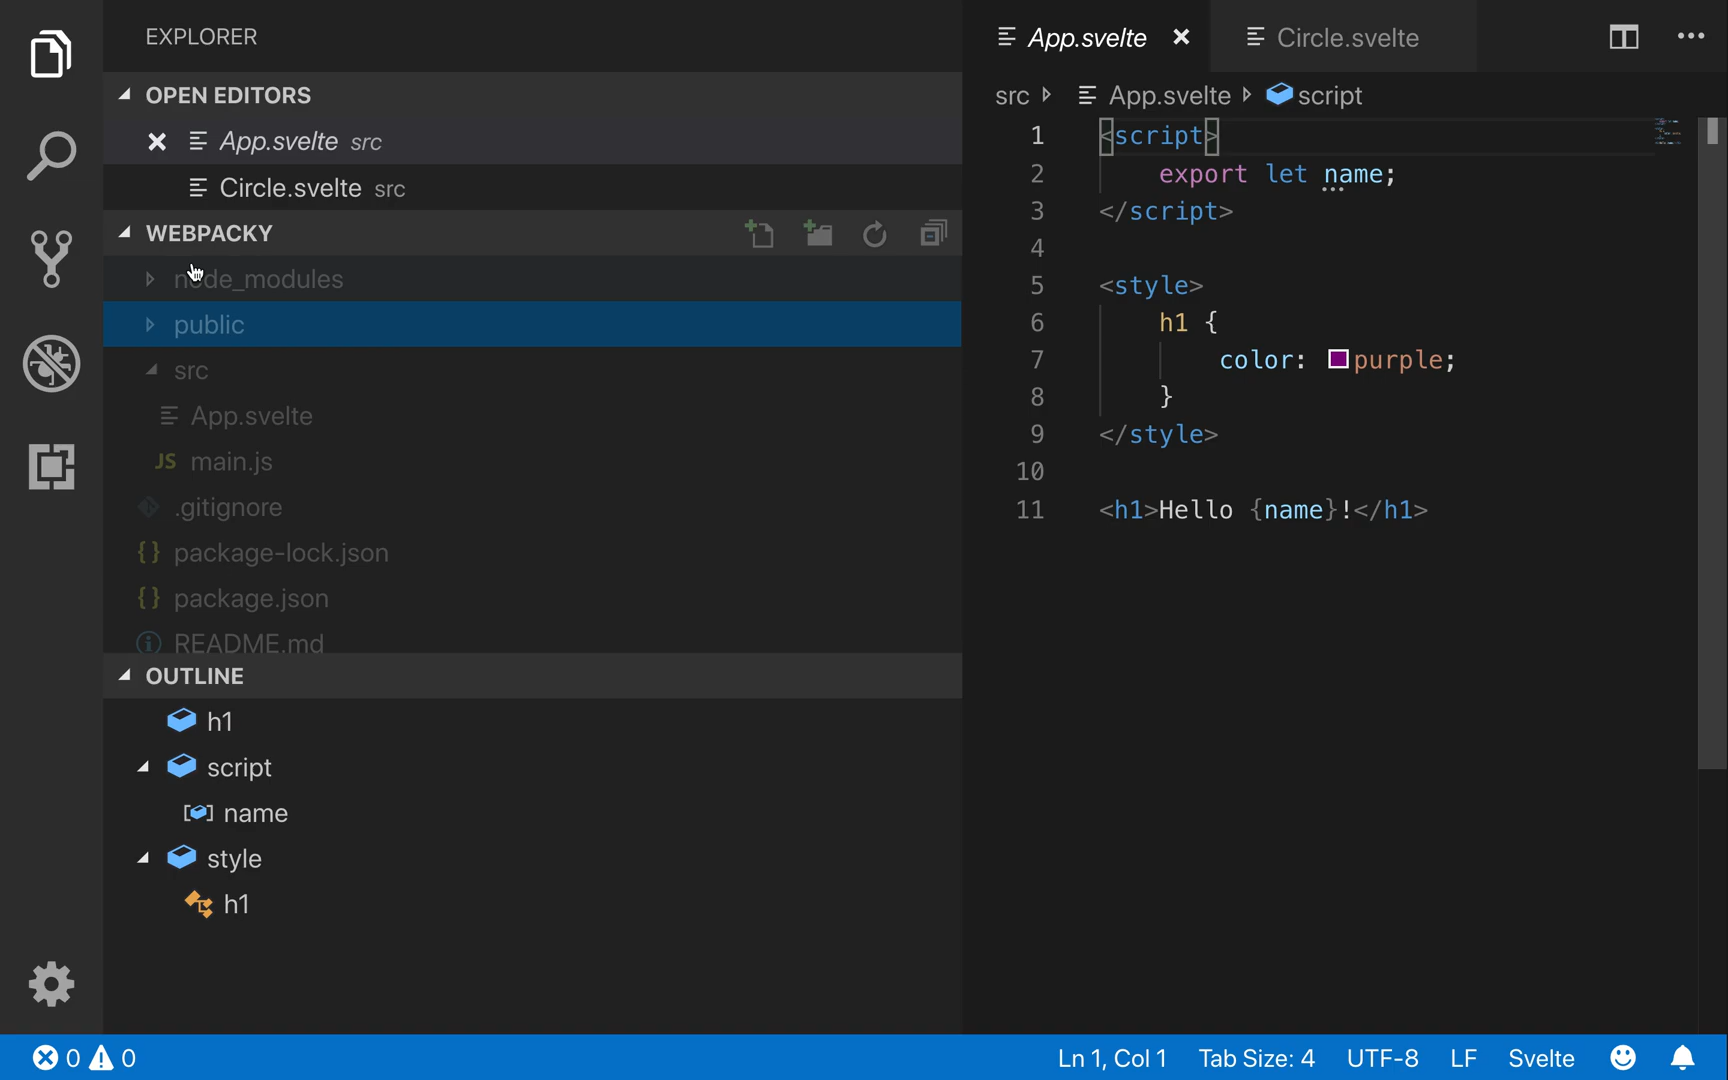 EXPLORER
OPEN EDITORS
App.svelte src
Circle.svelte src
WEBPACKY
node_modules
public
src
App.svelte
JS main.js
.gitignore
{} package-lock.json
{} package.json
README.md
OUTLINE
h1
script
name
style
h1
App.svelte
Circle.svelte
src App.svelte script
1 <script>
2 export let name;
3 </script>
4
5 <style>
6 h1 {
7 color: purple;
8 }
9 </style>
10
11 <h1>Hello {name}!</h1>
0 0
Ln 1, Col 1 Tab Size: 4 UTF-8 LF Svelte